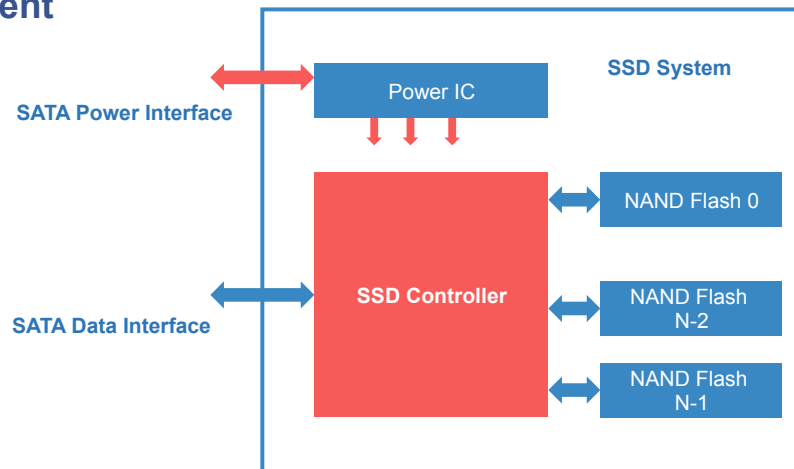 ent
SSD System
Power IC
SATA Power Interface
NAND Flash 0
SSD Controller
NAND Flash
N-2
SATA Data Interface
NAND Flash
N-1